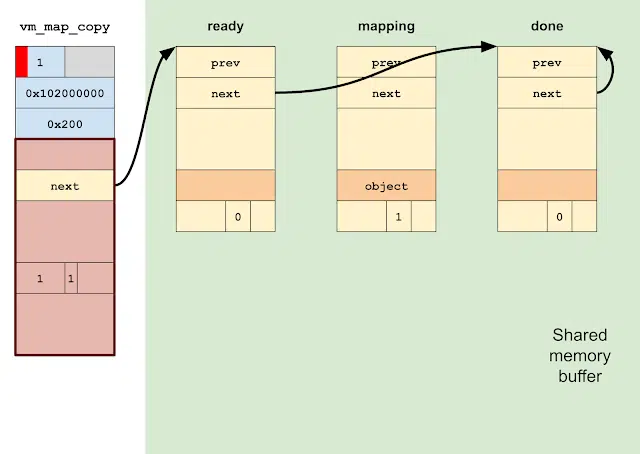 vm_map_copy
1
0x102000000
0x200
next
1 1
ready
prev
next
0
mapping
prev
next
object
1
done
prev
next
0
Shared
memory
buffer